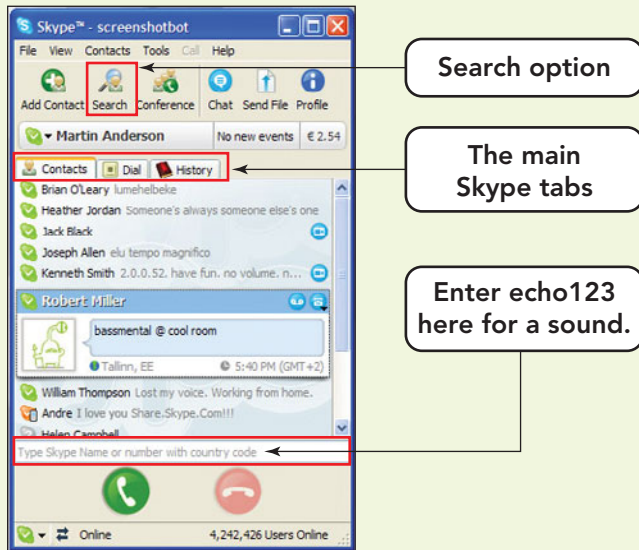 Skype™ - screenshotbot
File View Contacts Tools Call Help
Add Contact Search Conference Chat Send File Profile
Martin Anderson No new events € 2.54
Contacts Dial History
Brian O'Leary lumehelbeke
Heather Jordan Someone's always someone else's one
Jack Black
Joseph Allen elu tempo magnifico
Kenneth Smith 2.0.0.52. have fun. no volume. n...
Robert Miller
bassmental @ cool room
Tallinn, EE 5:40 PM (GMT+2)
William Thompson Lost my voice. Working from home.
Andre I love you Share.Skype.Com!!!
Helen Campbell
Type Skype Name or number with country code
Online 4,242,426 Users Online
Search option
The main
Skype tabs
Enter echo123
here for a sound.